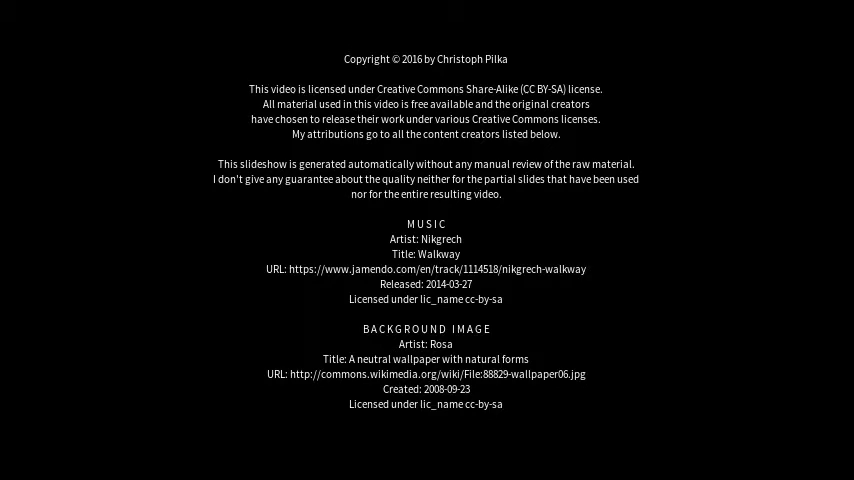 Copyright © 2016 by Christoph Pilka
This video is licensed under Creative Commons Share-Alike (CC BY-SA) license.
All material used in this video is free available and the original creators
have chosen to release their work under various Creative Commons licenses.
My attributions go to all the content creators listed below.
This slideshow is generated automatically without any manual review of the raw material.
I don't give any guarantee about the quality neither for the partial slides that have been used
nor for the entire resulting video.
MUSIC
Artist: Nikgrech
Title: Walkway
URL: https://www.jamendo.com/en/track/1114518/nikgrech-walkway
Released: 2014-03-27
Licensed under lic_name cc-by-sa
BACKGROUND IMAGE
Artist: Rosa
Title: A neutral wallpaper with natural forms
URL: http://commons.wikimedia.org/wiki/File:88829-wallpaper06.jpg
Created: 2008-09-23
Licensed under lic_name cc-by-sa